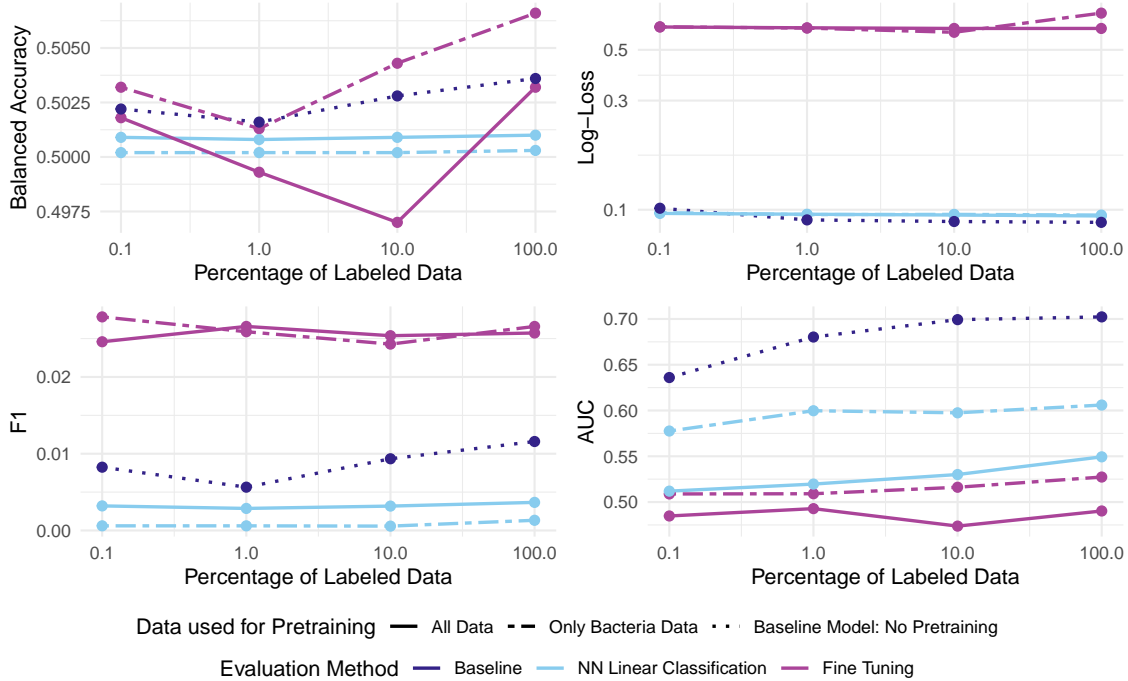 Balanced Accuracy
0.5050
0.5025
0.5000
0.4975
0.1 1.0 10.0 100.0
Percentage of Labeled Data
Log−Loss
0.5
0.3
0.1
0.1 1.0 10.0 100.0
Percentage of Labeled Data
F1
0.02
0.01
0.00
0.1 1.0 10.0 100.0
Percentage of Labeled Data
AUC
0.70
0.65
0.60
0.55
0.50
0.1 1.0 10.0 100.0
Percentage of Labeled Data
Data used for Pretraining All Data Only Bacteria Data Baseline Model: No Pretraining
Evaluation Method Baseline NN Linear Classification Fine Tuning